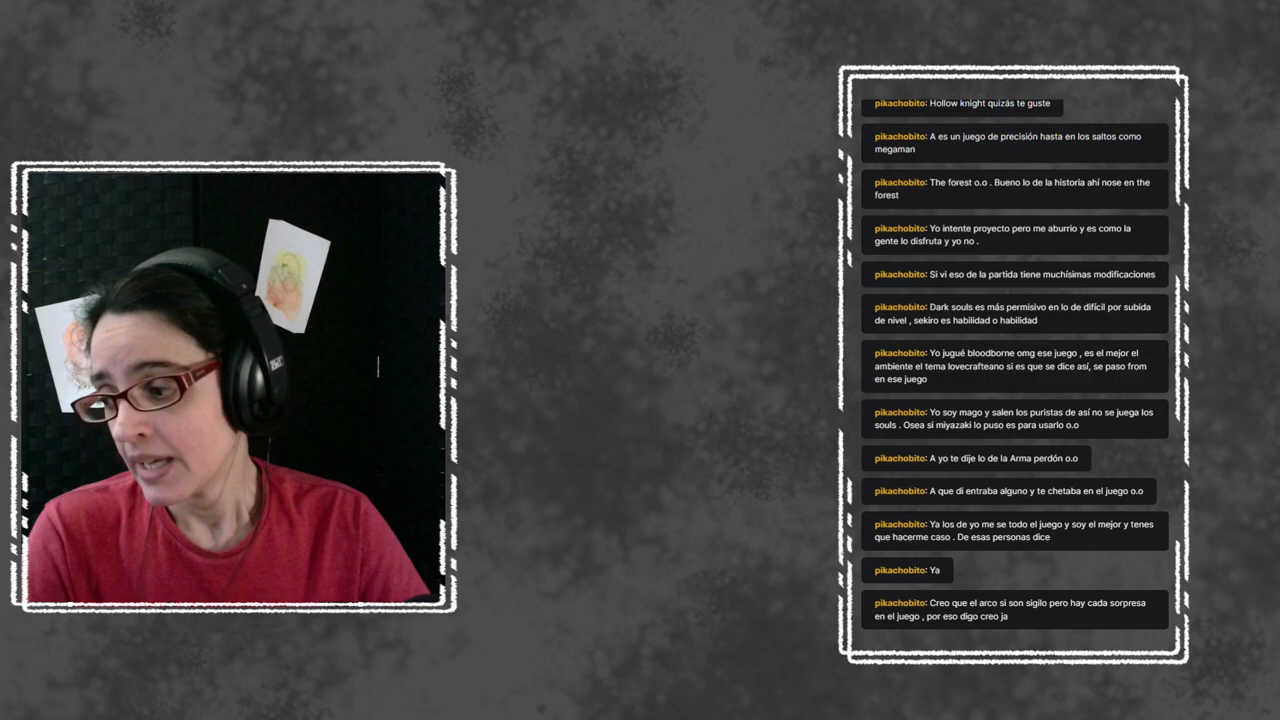 pikachobito: Hollow knight quizás te guste
pikachobito: A es un juego de precisión hasta en los saltos como
megaman
pikachobito: The forest o.o . Bueno lo de la historia ahí nose en the
forest
pikachobito: Yo intente proyecto pero me aburrio y es como la
gente lo disfruta y yo no .
pikachobito: Si vi eso de la partida tiene muchísimas modificaciones
pikachobito: Dark souls es más permisivo en lo de difícil por subida
de nivel , sekiro es habilidad o habilidad
pikachobito: Yo jugué bloodborne omg ese juego , es el mejor el
ambiente el tema lovecrafteano si es que se dice así, se paso from
en ese juego
pikachobito: Yo soy mago y salen los puristas de así no se juega los
souls . Osea si miyazaki lo puso es para usarlo o.o
pikachobito: A yo te dije lo de la Arma perdón o.o
pikachobito: A que di entraba alguno y te chetaba en el juego o.o
pikachobito: Ya los de yo me se todo el juego y soy el mejor y tenes
que hacerme caso . De esas personas dice
pikachobito: Ya
pikachobito: Creo que el arco si son sigilo pero hay cada sorpresa
en el juego , por eso digo creo ja